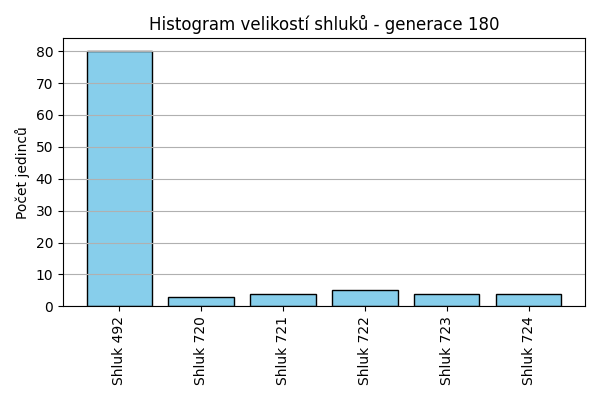 Histogram velikostí shluků - generace 180
Počet jedinců
80
70
60
50
40
30
20
10
0
Shluk 492
Shluk 720
Shluk 721
Shluk 722
Shluk 723
Shluk 724